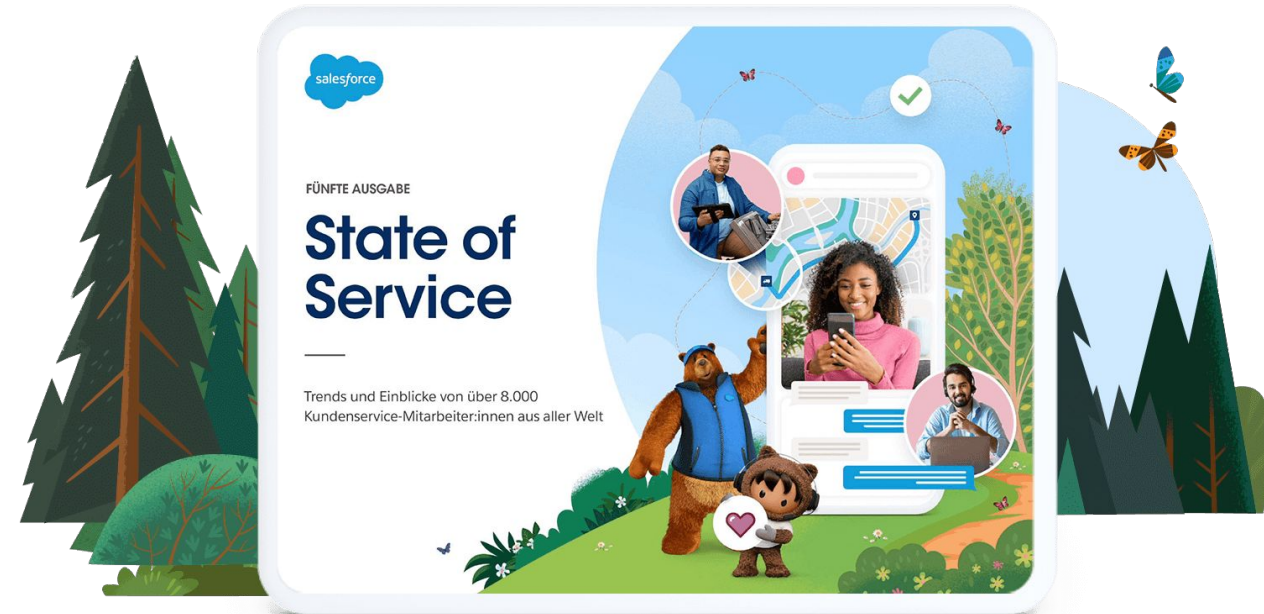 salesforce
FÜNFTE AUSGABE
State of
Service
Trends und Einblicke von über 8.000
Kundenservice-Mitarbeiter:innen aus aller Welt